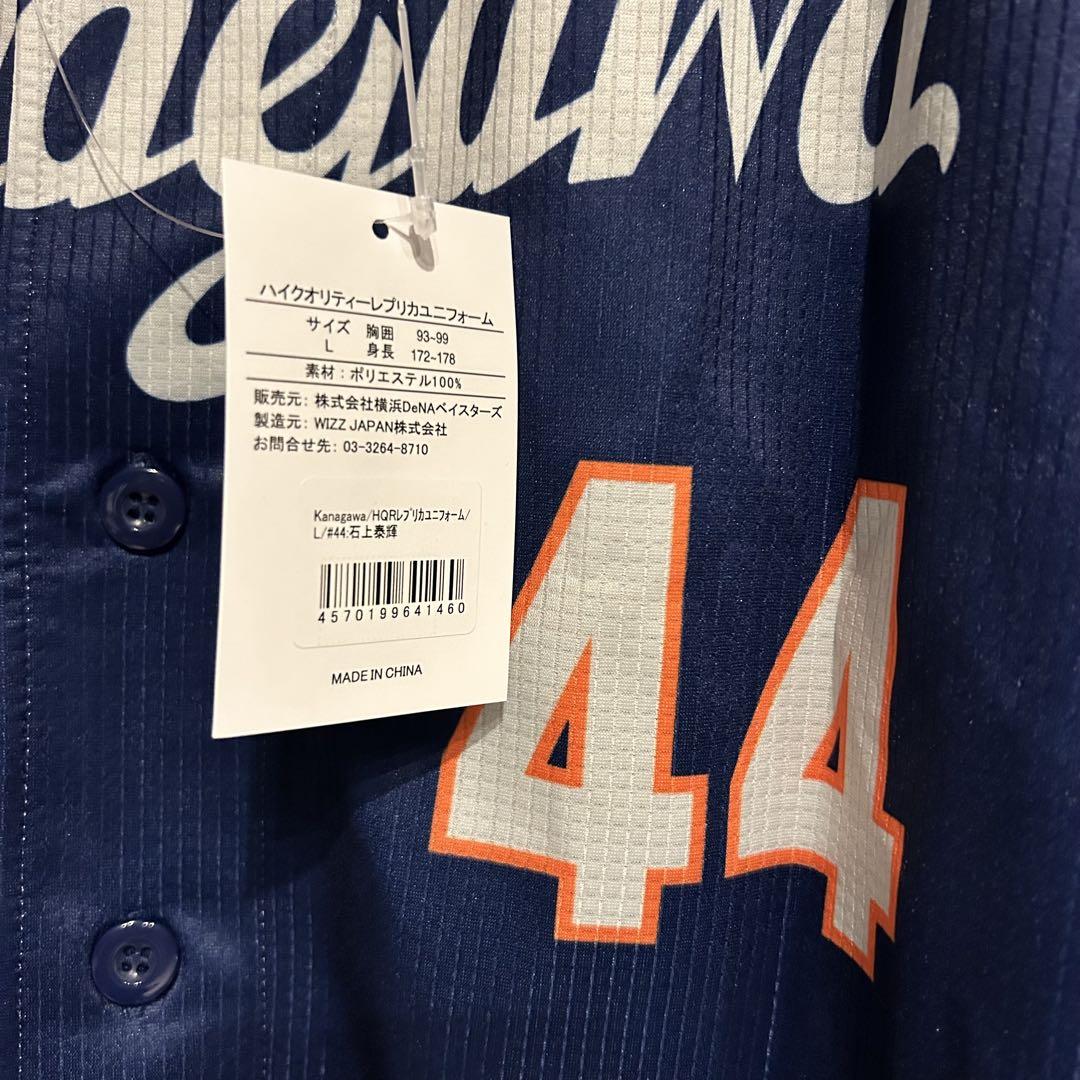 ハイクオリティーレプリカユニフォーム
サイズ 胸囲 93~99
L 身長 172~178
素材：ポリエステル100%
販売元: 株式会社横浜DeNAベイスターズ
製造元: WIZZ JAPAN株式会社
お問合せ先: 03-3264-8710
Kanagawa/HQRレプリカユニフォーム/
L/#44:石上泰輝
4570199641460
MADE IN CHINA
44